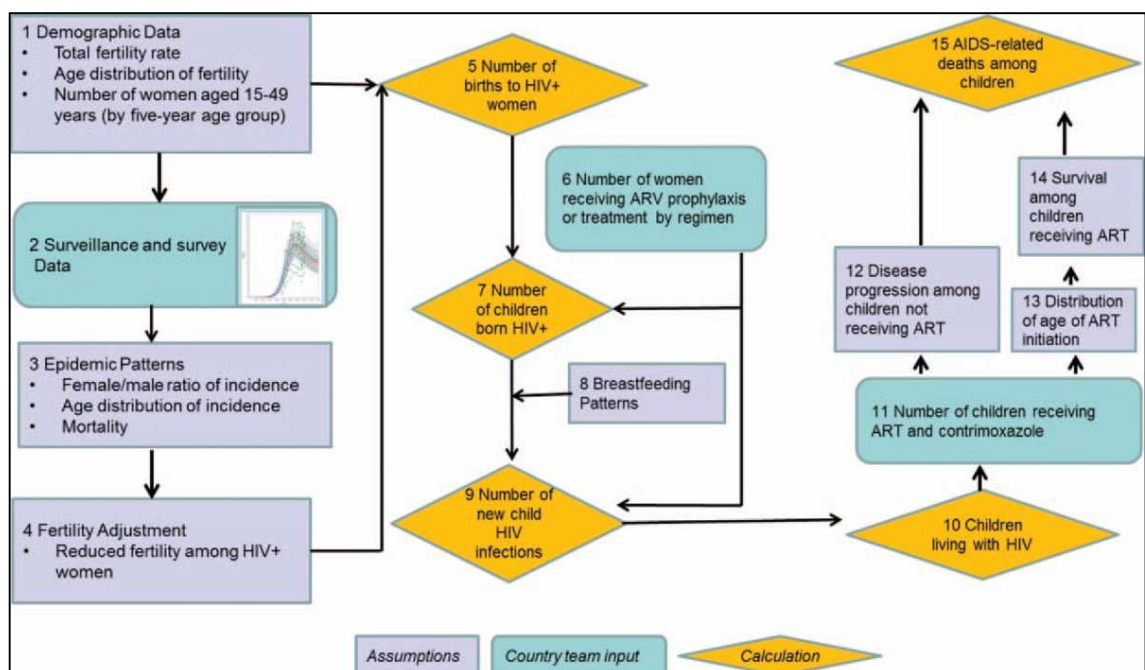 1 Demographic Data
• Total fertility rate
• Age distribution of fertility
• Number of women aged 15-49
years (by five-year age group)
2 Surveillance and survey
Data
3 Epidemic Patterns
• Female/male ratio of incidence
• Age distribution of incidence
• Mortality
4 Fertility Adjustment
• Reduced fertility among HIV+
women
5 Number of
births to HIV+
women
6 Number of women
receiving ARV prophylaxis
or treatment by regimen
7 Number
of children
born HIV+
8 Breastfeeding
Patterns
9 Number of
new child
HIV
infections
10 Children
living with HIV
11 Number of children receiving
ART and contrimoxazole
12 Disease
progression among
children not
receiving ART
13 Distribution
of age of ART
initiation
14 Survival
among
children
receiving ART
15 AIDS-related
deaths among
children
Assumptions
Country team input
Calculation